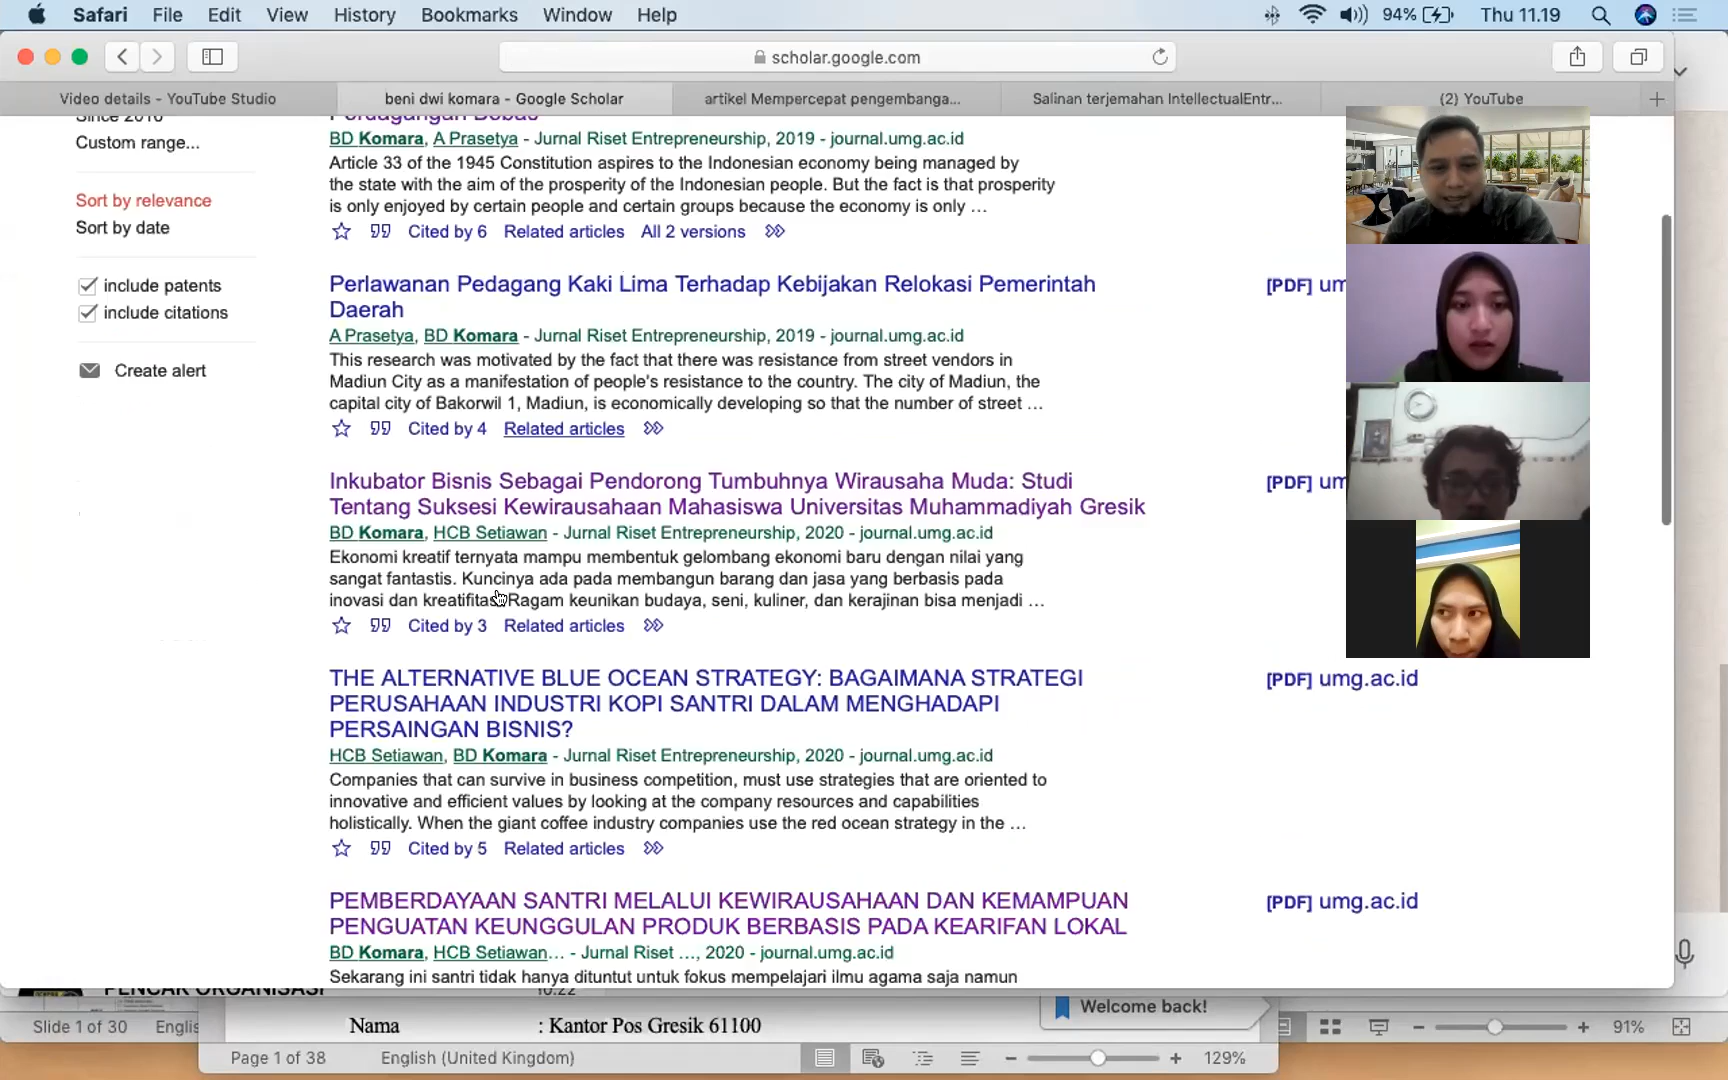 Safari File Edit View History Bookmarks Window Help 94% Thu 11.19
scholar.google.com
Video details - YouTube Studio
beni dwi komara - Google Scholar
artikel Mempercepat pengembanga...
Salinan terjemahan IntellectualEntr...
(2) YouTube
Since 2018
Custom range...
Sort by relevance
Sort by date
include patents
include citations
Create alert
Perdagangan Bebas
BD Komara, A Prasetya - Jurnal Riset Entrepreneurship, 2019 - journal.umg.ac.id
Article 33 of the 1945 Constitution aspires to the Indonesian economy being managed by
the state with the aim of the prosperity of the Indonesian people. But the fact is that prosperity
is only enjoyed by certain people and certain groups because the economy is only ...
Cited by 6 Related articles All 2 versions
Perlawanan Pedagang Kaki Lima Terhadap Kebijakan Relokasi Pemerintah
Daerah
[PDF] um
A Prasetya, BD Komara - Jurnal Riset Entrepreneurship, 2019 - journal.umg.ac.id
This research was motivated by the fact that there was resistance from street vendors in
Madiun City as a manifestation of people's resistance to the country. The city of Madiun, the
capital city of Bakorwil 1, Madiun, is economically developing so that the number of street ...
Cited by 4 Related articles
Inkubator Bisnis Sebagai Pendorong Tumbuhnya Wirausaha Muda: Studi
Tentang Suksesi Kewirausahaan Mahasiswa Universitas Muhammadiyah Gresik
[PDF] um
BD Komara, HCB Setiawan - Jurnal Riset Entrepreneurship, 2020 - journal.umg.ac.id
Ekonomi kreatif ternyata mampu membentuk gelombang ekonomi baru dengan nilai yang
sangat fantastis. Kuncinya ada pada membangun barang dan jasa yang berbasis pada
inovasi dan kreatifitas. Ragam keunikan budaya, seni, kuliner, dan kerajinan bisa menjadi ...
Cited by 3 Related articles
THE ALTERNATIVE BLUE OCEAN STRATEGY: BAGAIMANA STRATEGI
PERUSAHAAN INDUSTRI KOPI SANTRI DALAM MENGHADAPI
PERSAINGAN BISNIS?
[PDF] umg.ac.id
HCB Setiawan, BD Komara - Jurnal Riset Entrepreneurship, 2020 - journal.umg.ac.id
Companies that can survive in business competition, must use strategies that are oriented to
innovative and efficient values by looking at the company resources and capabilities
holistically. When the giant coffee industry companies use the red ocean strategy in the ...
Cited by 5 Related articles
PEMBERDAYAAN SANTRI MELALUI KEWIRAUSAHAAN DAN KEMAMPUAN
PENGUATAN KEUNGGULAN PRODUK BERBASIS PADA KEARIFAN LOKAL
[PDF] umg.ac.id
BD Komara, HCB Setiawan... - Jurnal Riset ..., 2020 - journal.umg.ac.id
Sekarang ini santri tidak hanya dituntut untuk fokus mempelajari ilmu agama saja namun
PENCAK ORGANISASI 10.22
Slide 1 of 30 Englis
Nama : Kantor Pos Gresik 61100
Welcome back!
91%
Page 1 of 38 English (United Kingdom) 129%